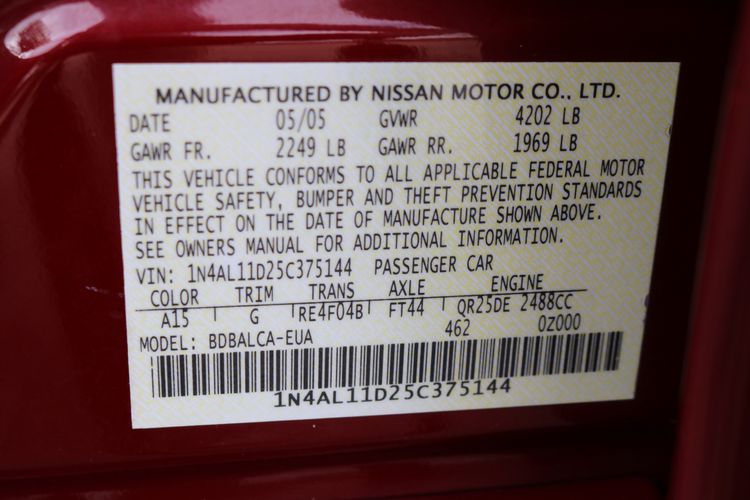 MANUFACTURED BY NISSAN MOTOR CO., LTD.
DATE 05/05 GVWR 4202 LB
GAWR FR. 2249 LB GAWR RR. 1969 LB
THIS VEHICLE CONFORMS TO ALL APPLICABLE FEDERAL MOTOR
VEHICLE SAFETY, BUMPER AND THEFT PREVENTION STANDARDS
IN EFFECT ON THE DATE OF MANUFACTURE SHOWN ABOVE.
SEE OWNERS MANUAL FOR ADDITIONAL INFORMATION.
VIN: 1N4AL11D25C375144 PASSENGER CAR
COLOR TRIM TRANS AXLE ENGINE
A15 G RE4F04B FT44 QR25DE 2488CC
MODEL: BDBALCA-EUA 462 0Z000
1N4AL11D25C375144